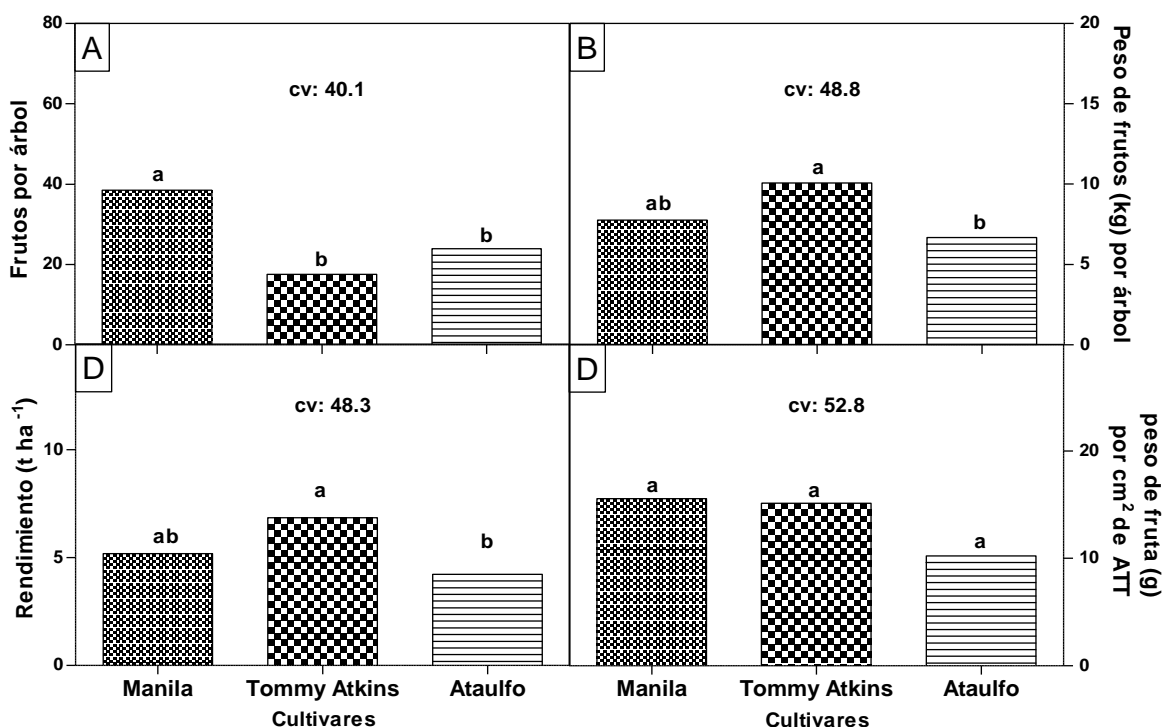 Frutos por árbol
80
60
40
20
0
A
cv: 40.1
a
b
b
B
cv: 48.8
ab
a
b
20
15
10
5
0
Peso de frutos (kg) por árbol
Rendimiento (t ha⁻¹)
10
5
0
D
cv: 48.3
ab
a
b
Manila
Tommy Atkins
Ataulfo
Cultivares
D
cv: 52.8
a
a
a
20
10
0
peso de fruta (g)
por cm² de ATT
Manila
Tommy Atkins
Ataulfo
Cultivares